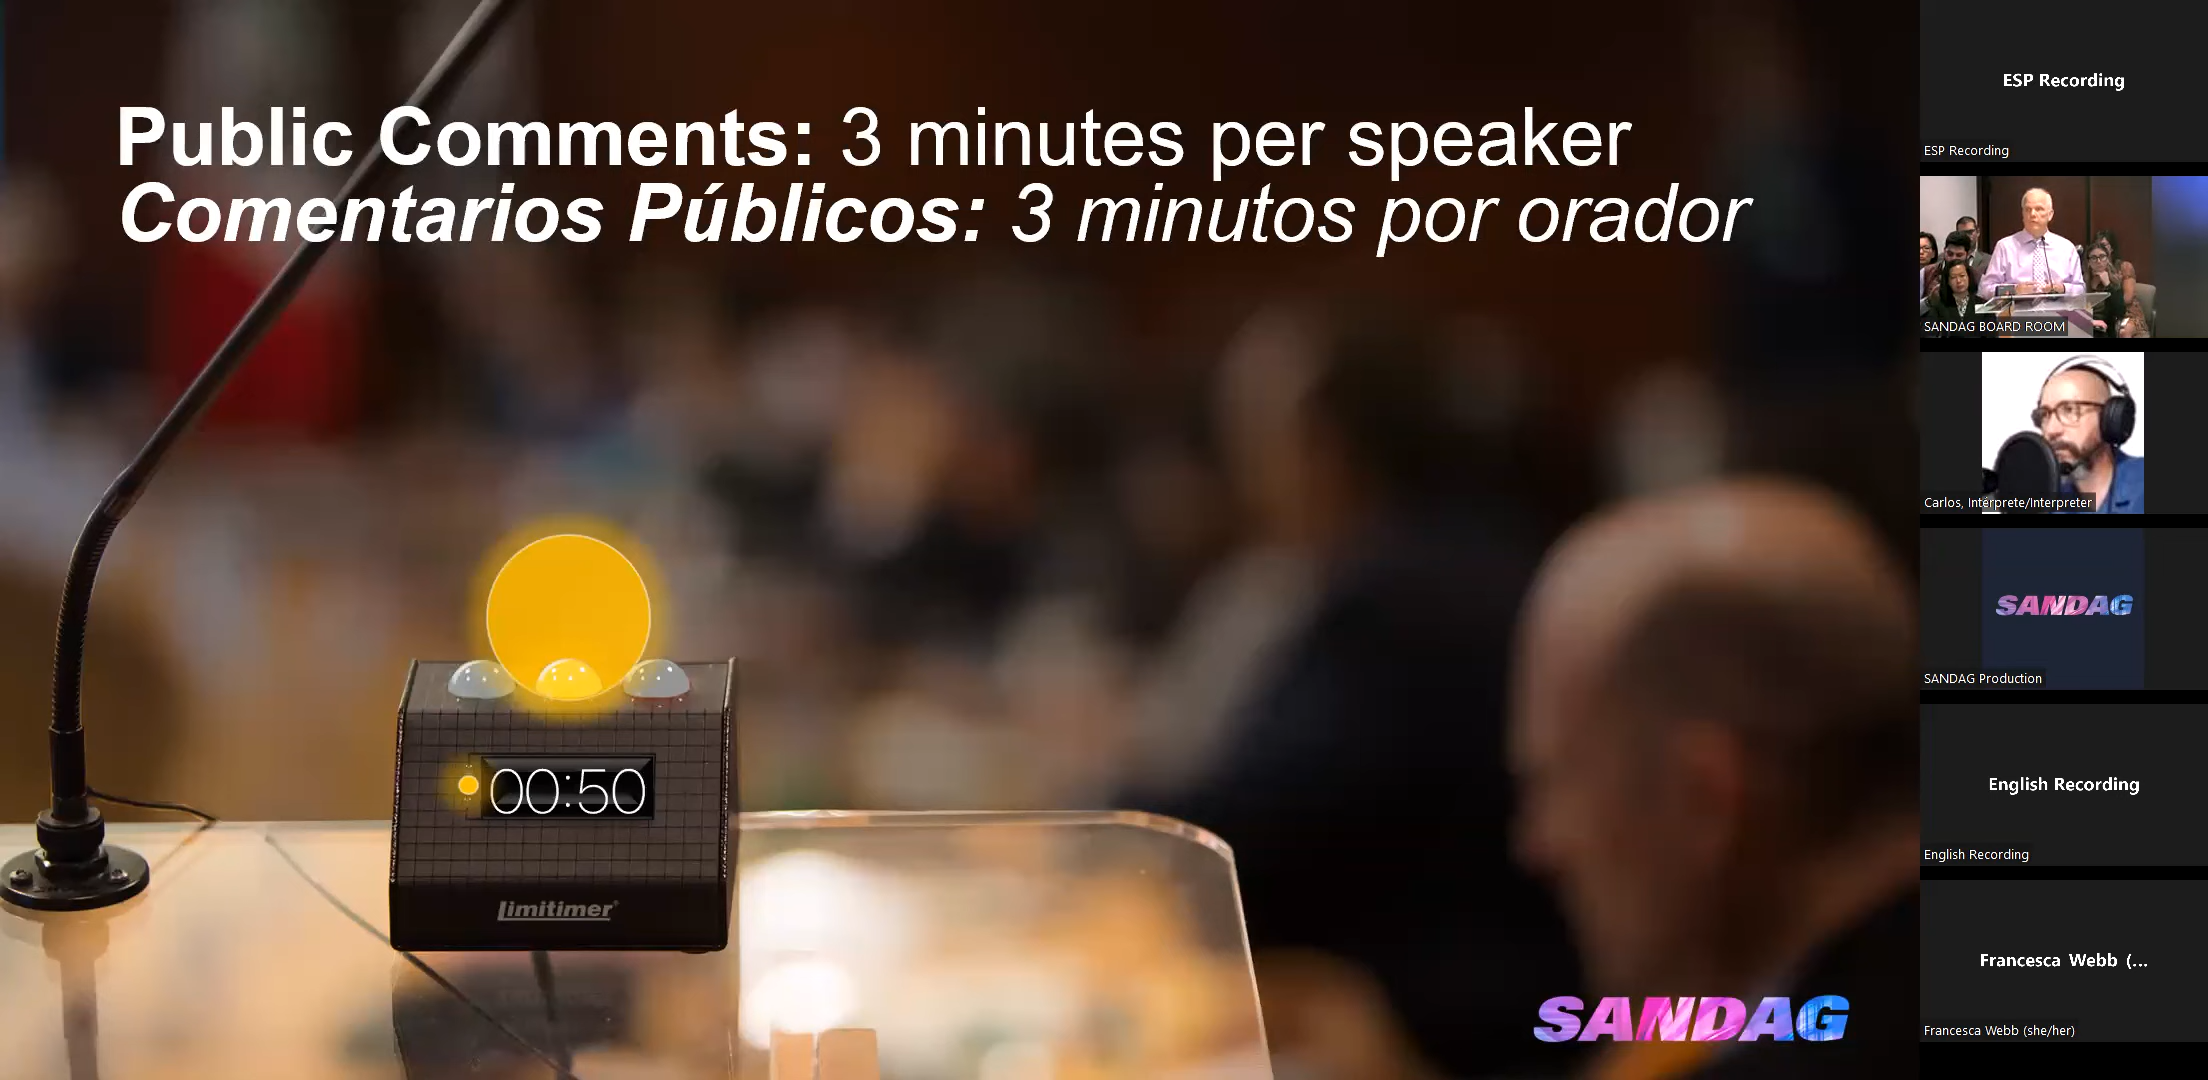 Public Comments: 3 minutes per speaker
Comentarios Públicos: 3 minutos por orador
00:50
Limitimer®
SANDAG
ESP Recording
ESP Recording
SANDAG BOARD ROOM
Carlos, Intérprete/Interpreter
SANDAG
SANDAG Production
English Recording
English Recording
Francesca Webb (...
Francesca Webb (she/her)